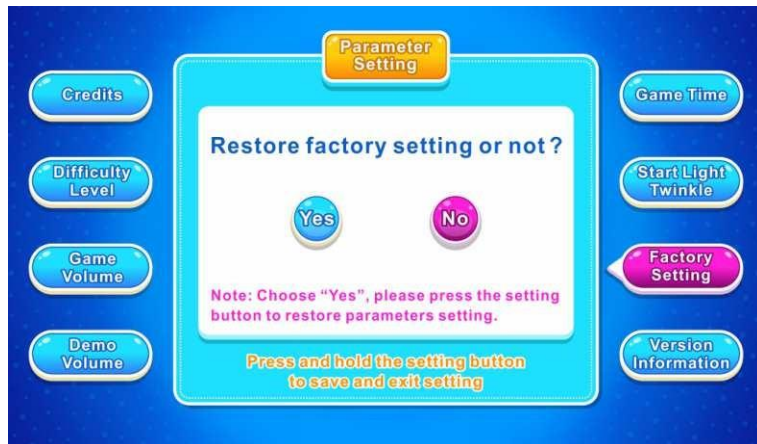 Parameter
Setting
Credits
Difficulty
Level
Game
Volume
Demo
Volume
Restore factory setting or not ?
Yes
No
Note: Choose “Yes”, please press the setting
button to restore parameters setting.
Press and hold the setting button
to save and exit setting
Game Time
Start Light
Twinkle
Factory
Setting
Version
Information